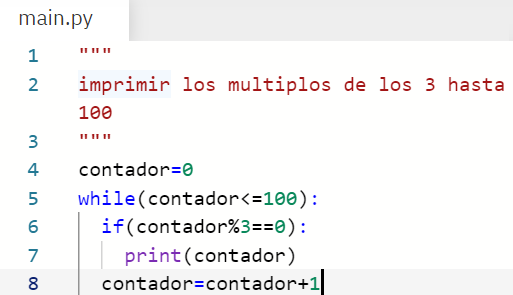 main.py
1 """
2 imprimir los multiplos de los 3 hasta
100
3 """
4 contador=0
5 while(contador<=100):
6 if(contador%3==0):
7 print(contador)
8 contador=contador+1